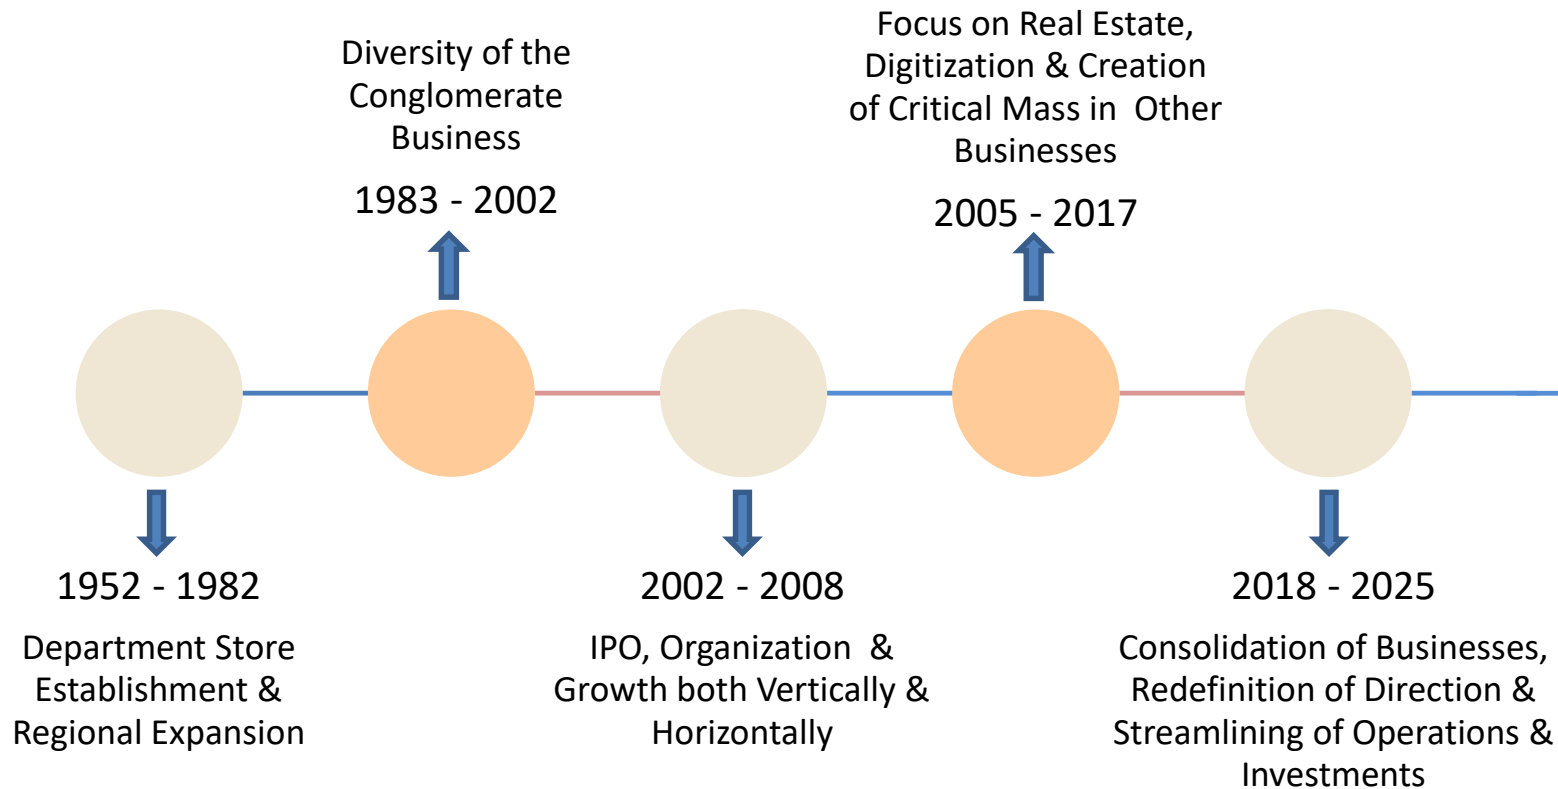 Diversity of the
Conglomerate
Business
1983 - 2002
Focus on Real Estate,
Digitization & Creation
of Critical Mass in  Other
Businesses
2005 - 2017
1952 - 1982
Department Store
Establishment &
Regional Expansion
2002 - 2008
IPO, Organization  &
Growth both Vertically &
Horizontally
2018 - 2025
Consolidation of Businesses,
Redefinition of Direction &
Streamlining of Operations &
Investments